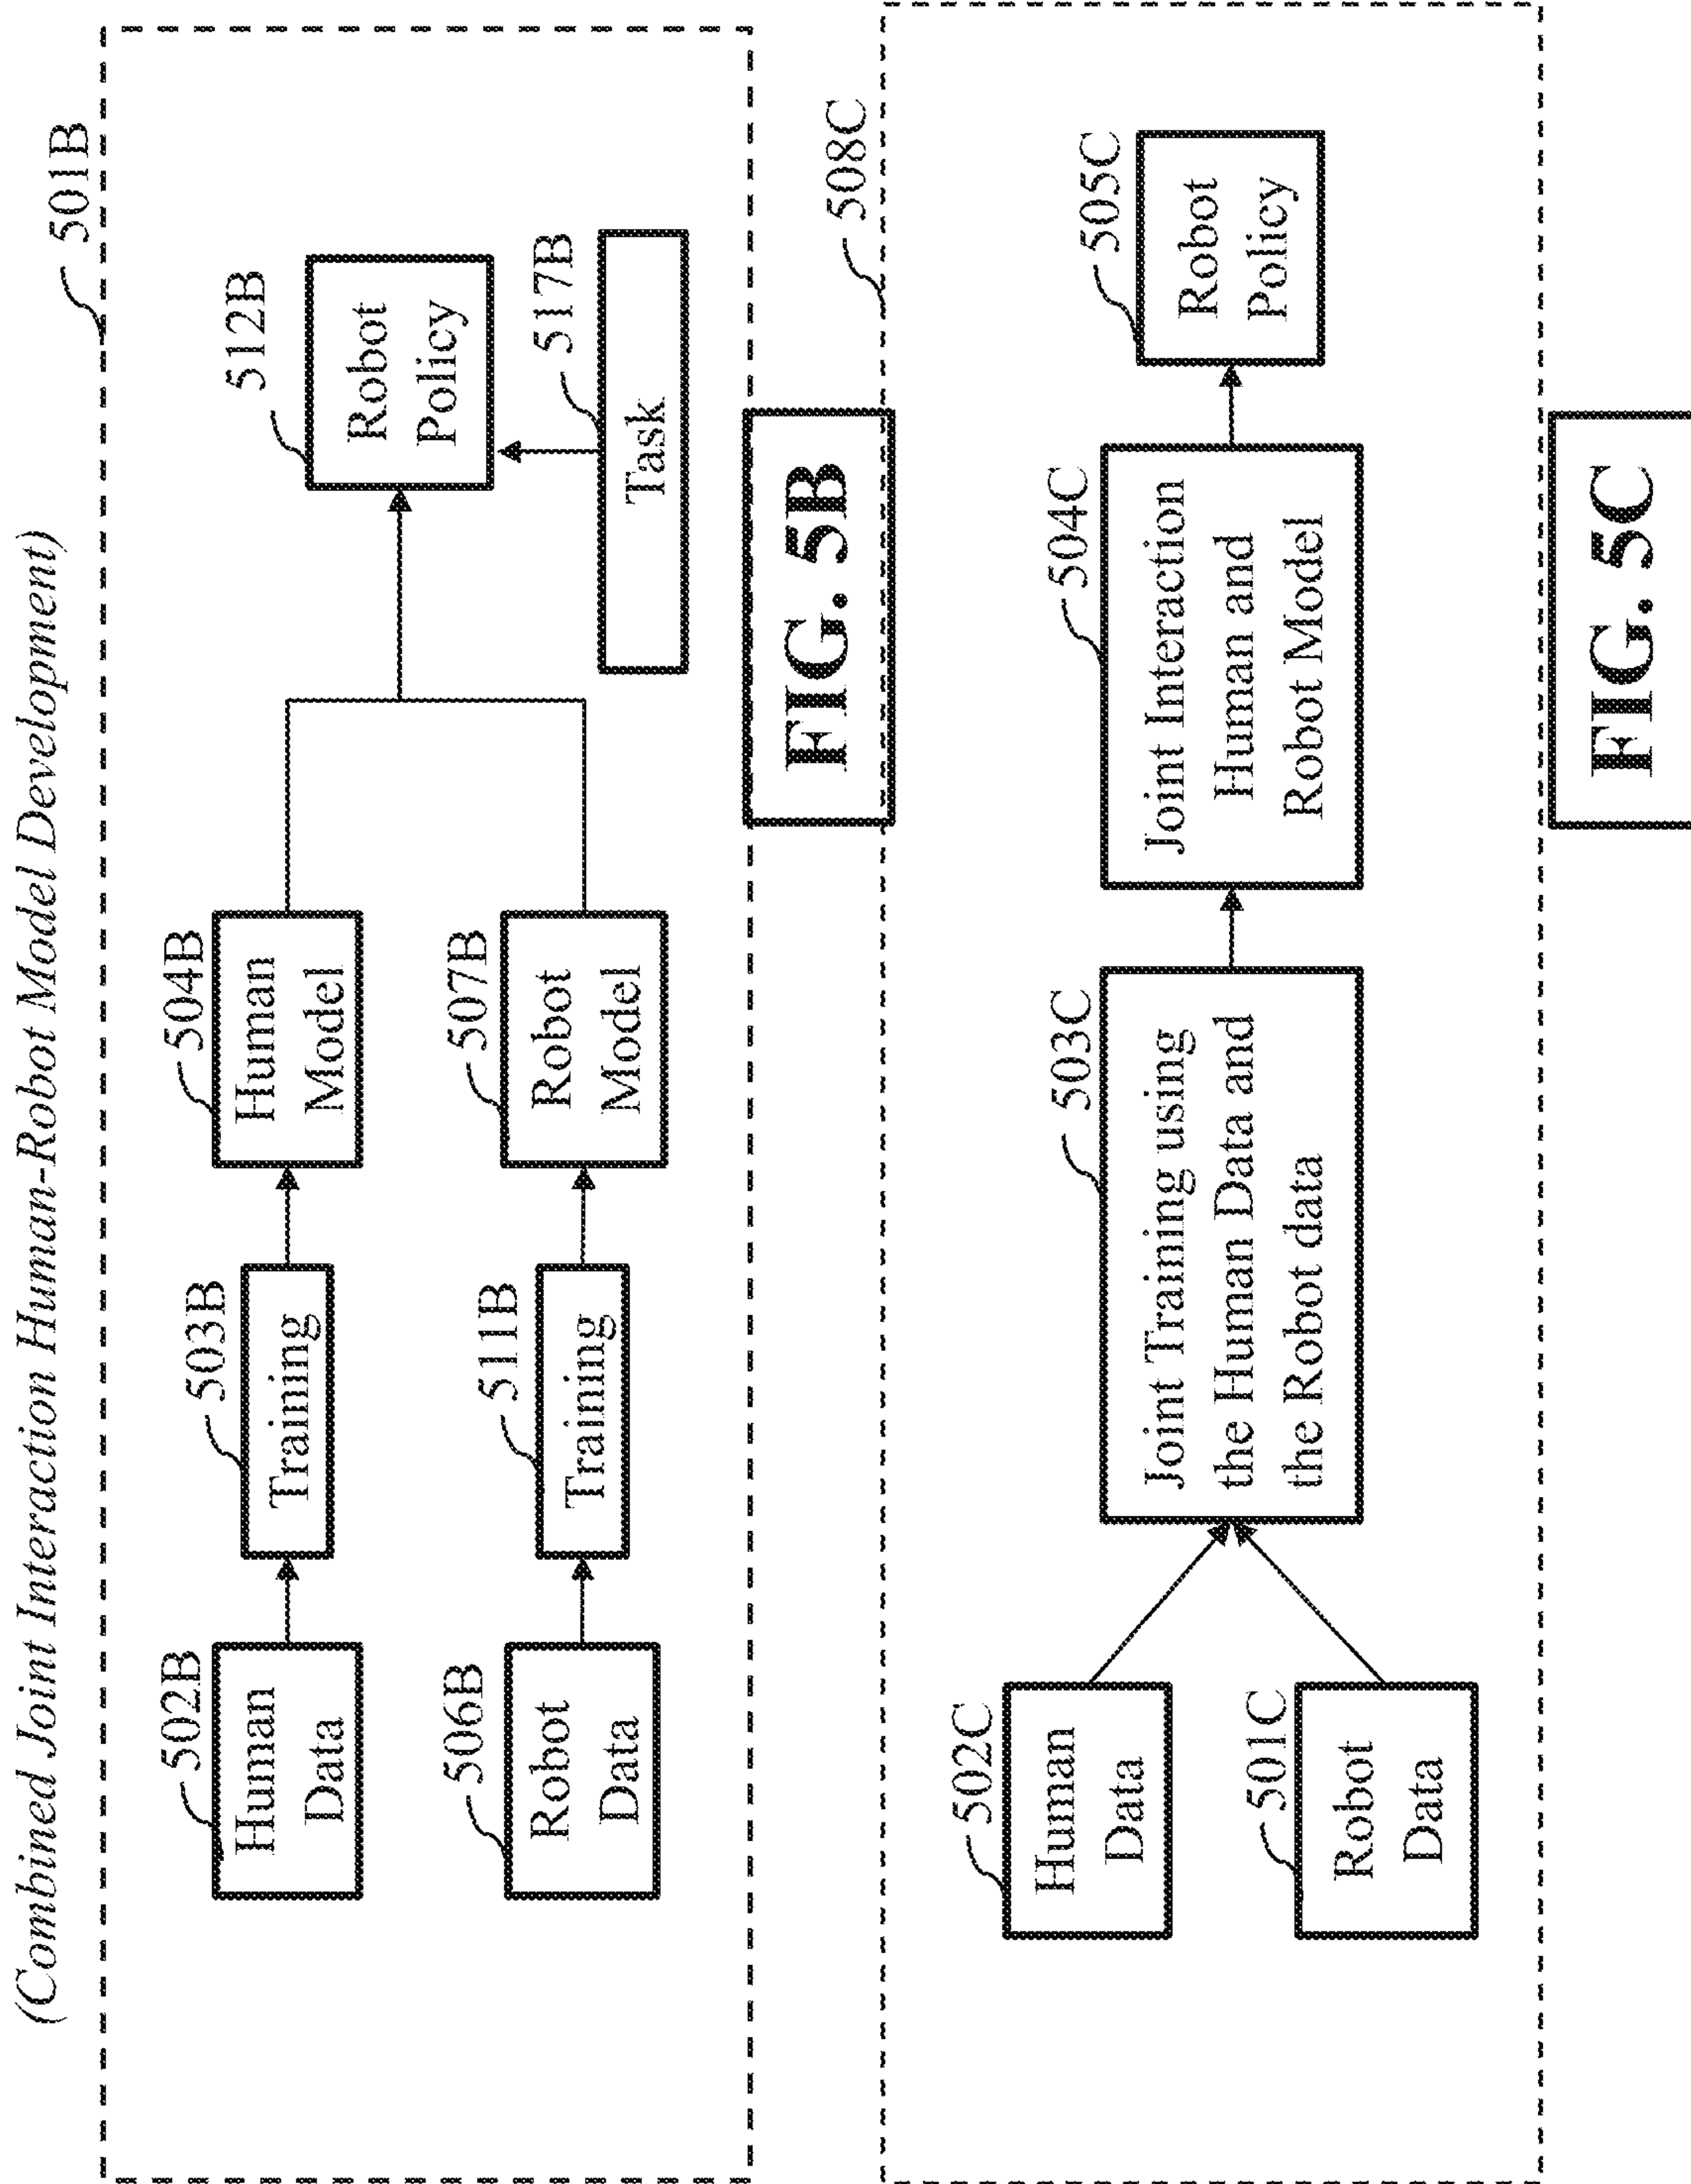 (Combined Joint Interaction Human-Robot Model Development)
501B
502B
Human
Data
503B
Training
504B
Human
Model
512B
Robot
Policy
506B
Robot
Data
511B
Training
507B
Robot
Model
517B
Task
FIG. 5B
508C
502C
Human
Data
501C
Robot
Data
503C
Joint Training using
the Human Data and
the Robot data
504C
Joint Interaction
Human and
Robot Model
505C
Robot
Policy
FIG. 5C